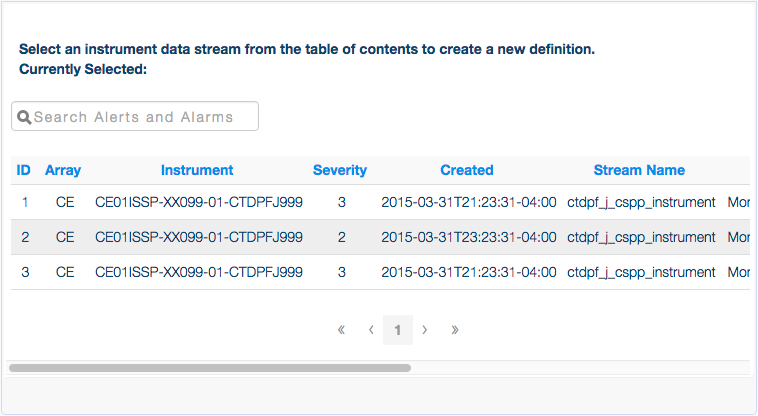 Select an instrument data stream from the table of contents to create a new definition.
Currently Selected:
Search Alerts and Alarms
ID Array Instrument Severity Created Stream Name
1 CE CE01ISSP-XX099-01-CTDPFJ999 3 2015-03-31T21:23:31-04:00 ctdpf_j_cspp_instrument Mor
2 CE CE01ISSP-XX099-01-CTDPFJ999 2 2015-03-31T23:23:31-04:00 ctdpf_j_cspp_instrument Mor
3 CE CE01ISSP-XX099-01-CTDPFJ999 3 2015-03-31T21:23:31-04:00 ctdpf_j_cspp_instrument Mor
« ‹ 1 › »